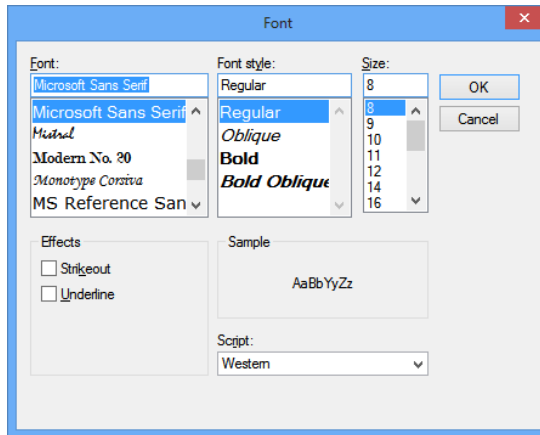 Font
Font: Font style: Size:
Microsoft Sans Serif Regular 8 OK
Microsoft Sans Serif Regular 8
Mistral Oblique 9 Cancel
Modern No. 20 Bold 10
Monotype Corsiva Bold Oblique 11
MS Reference San 12
14
16
Effects Sample
Strikeout AaBbYyZz
Underline
Script:
Western